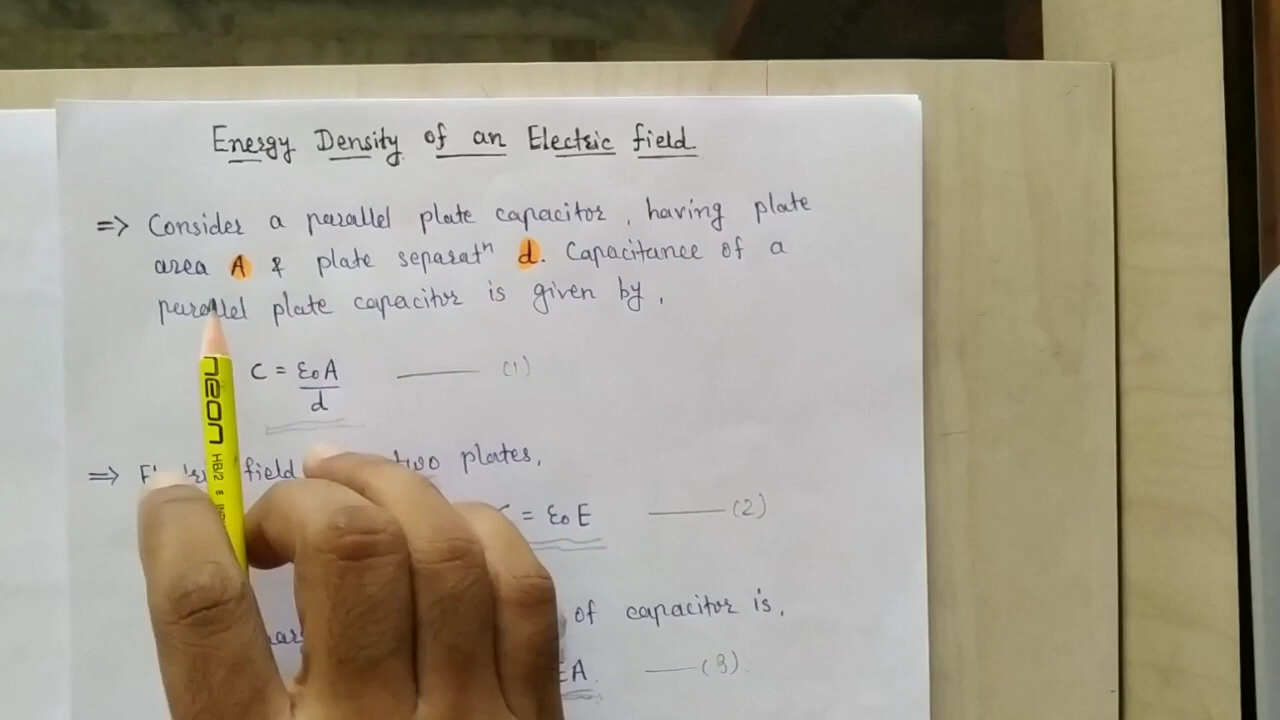 Energy Density of an Electric field
=> Consider a parallel plate capacitor, having plate
area A & plate separatⁿ d. Capacitance of a
parallel plate capacitor is given by,
C = ε₀A/d ——— (1)
=> field two plates,
= ε₀E ——— (2)
of capacitor is,
A ——— (3).
neon HB/2